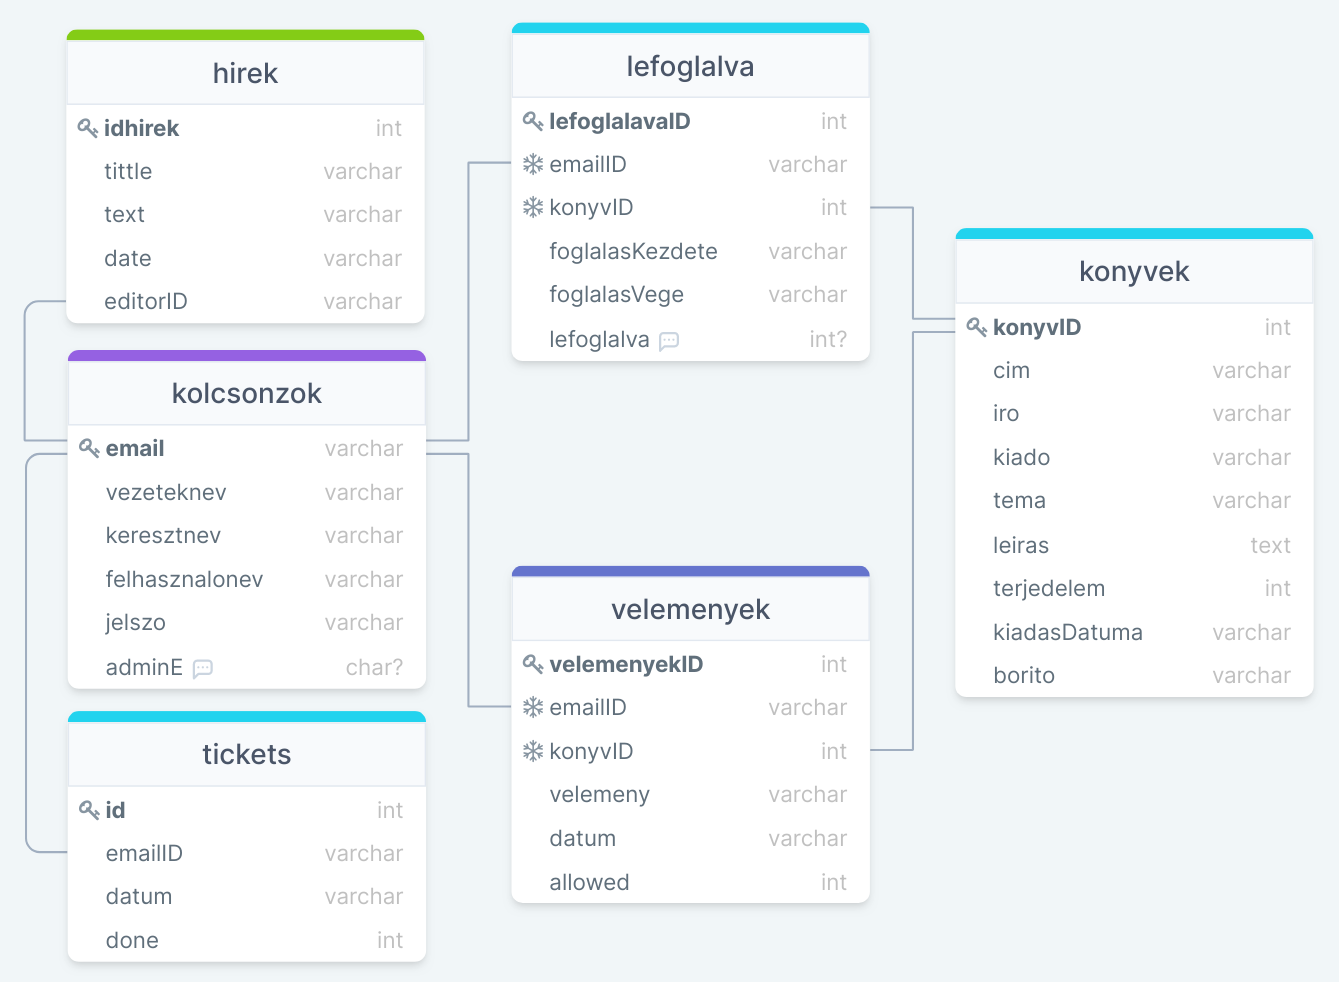 hirek
idhirek int
tittle varchar
text varchar
date varchar
editorID varchar
kolcsonzok
email varchar
vezeteknev varchar
keresztnev varchar
felhasznalonev varchar
jelszo varchar
adminE char?
tickets
id int
emailID varchar
datum varchar
done int
lefoglalva
lefoglalavaID int
emailID varchar
konyvID int
foglalasKezdete varchar
foglalasVege varchar
lefoglalva int?
velemenyek
velemenyekID int
emailID varchar
konyvID int
velemeny varchar
datum varchar
allowed int
konyvek
konyvID int
cim varchar
iro varchar
kiado varchar
tema varchar
leiras text
terjedelem int
kiadasDatuma varchar
borito varchar